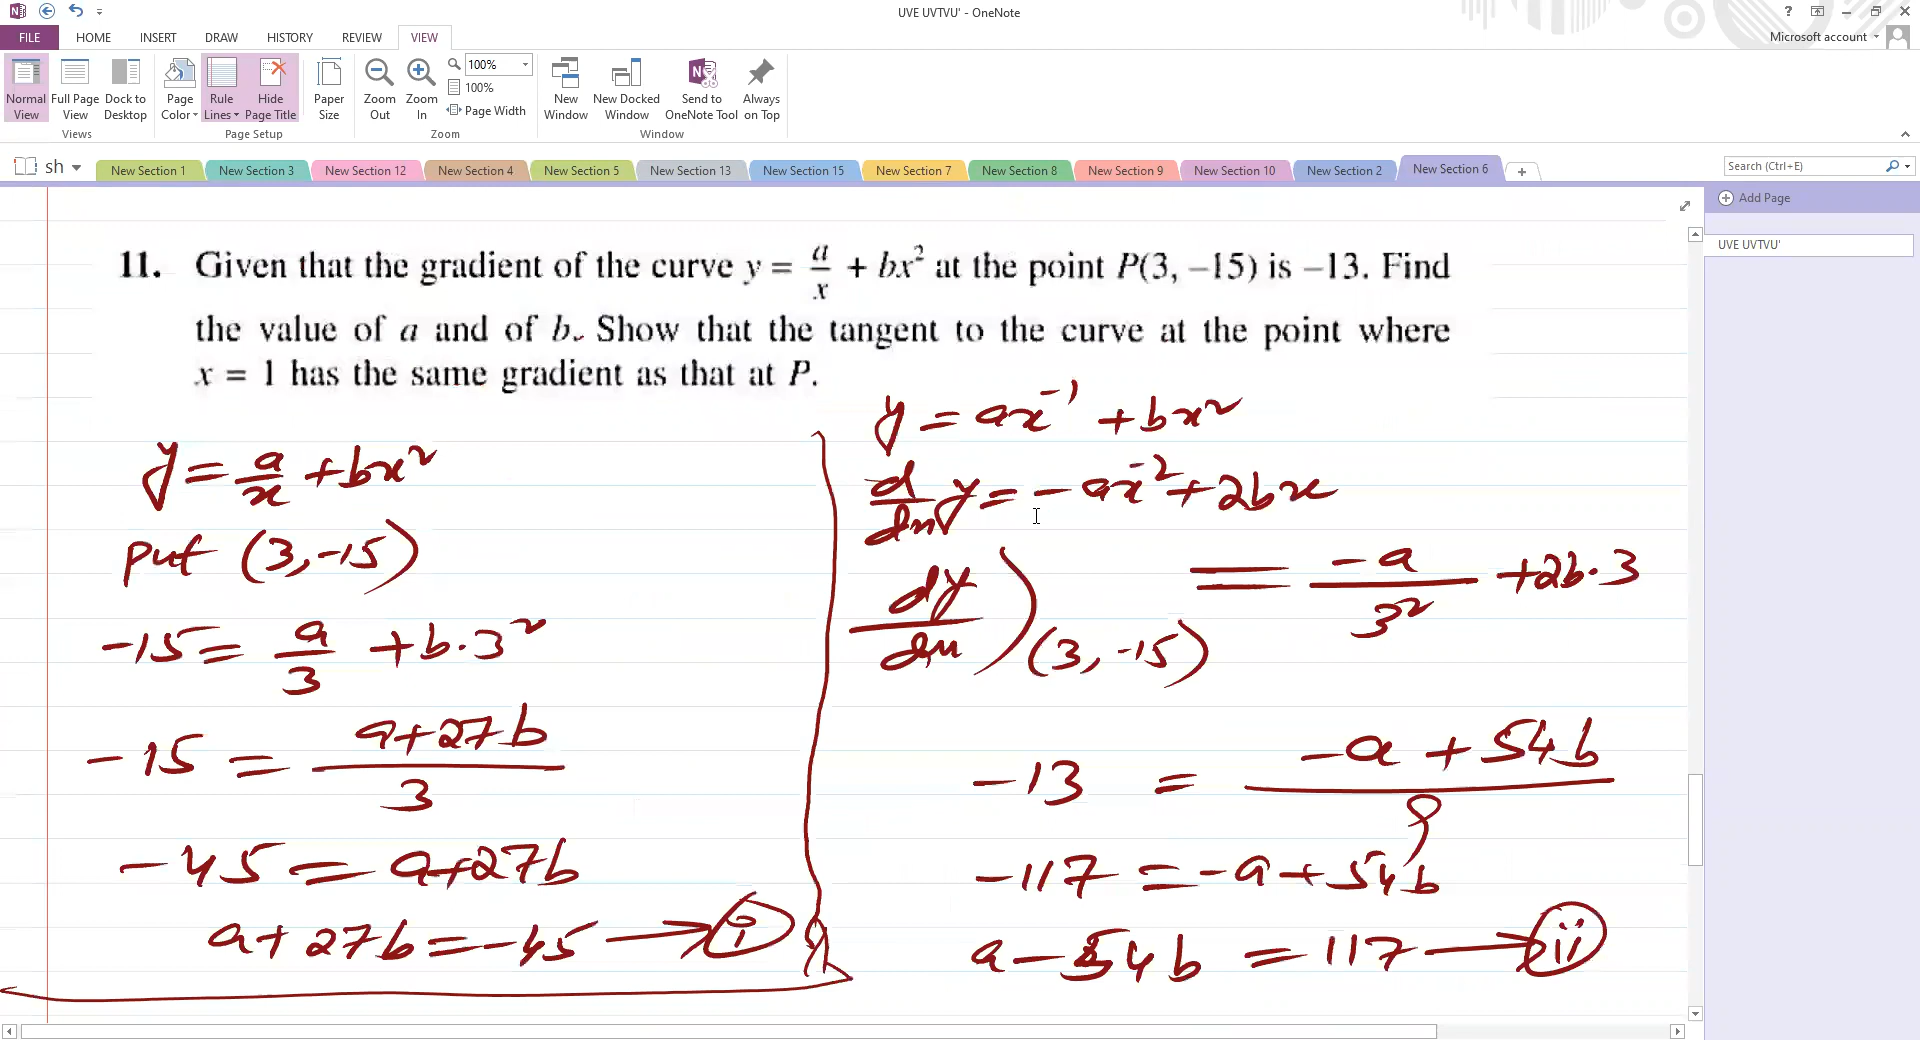 UVE UVTVU' - OneNote
?
Microsoft account
FILE HOME INSERT DRAW HISTORY REVIEW VIEW
Normal View
Full Page View
Dock to Desktop
Views
Page Color
Rule Lines
Hide Page Title
Paper Size
Page Setup
Zoom Out
Zoom In
100%
100%
Page Width
Zoom
New Window
New Docked Window
Send to OneNote Tool
Always on Top
Window
sh
New Section 1 New Section 3 New Section 12 New Section 4 New Section 5 New Section 13 New Section 15 New Section 7 New Section 8 New Section 9 New Section 10 New Section 2 New Section 6
Search (Ctrl+E)
Add Page
UVE UVTVU'
11. Given that the gradient of the curve y = a/x + bx² at the point P(3, –15) is –13. Find
the value of a and of b. Show that the tangent to the curve at the point where
x = 1 has the same gradient as that at P.
y = a/x + bx²
put (3, -15)
-15 = a/3 + b·3²
-15 = (a+27b)/3
-45 = a+27b
a+27b = -45 → (i)
y = ax⁻¹ + bx²
d/dx y = -ax⁻² + 2bx
dy/dx)(3, -15) = -a/3² + 2b·3
-13 = (-a + 54b)/9
-117 = -a + 54b
a - 54b = 117 → (ii)